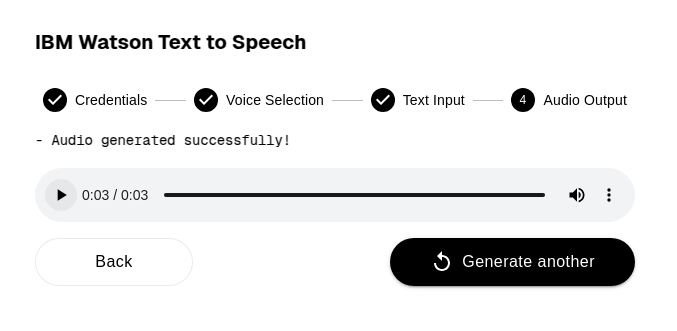 IBM Watson Text to Speech
Credentials Voice Selection Text Input 4 Audio Output
- Audio generated successfully!
0:03 / 0:03
Back Generate another